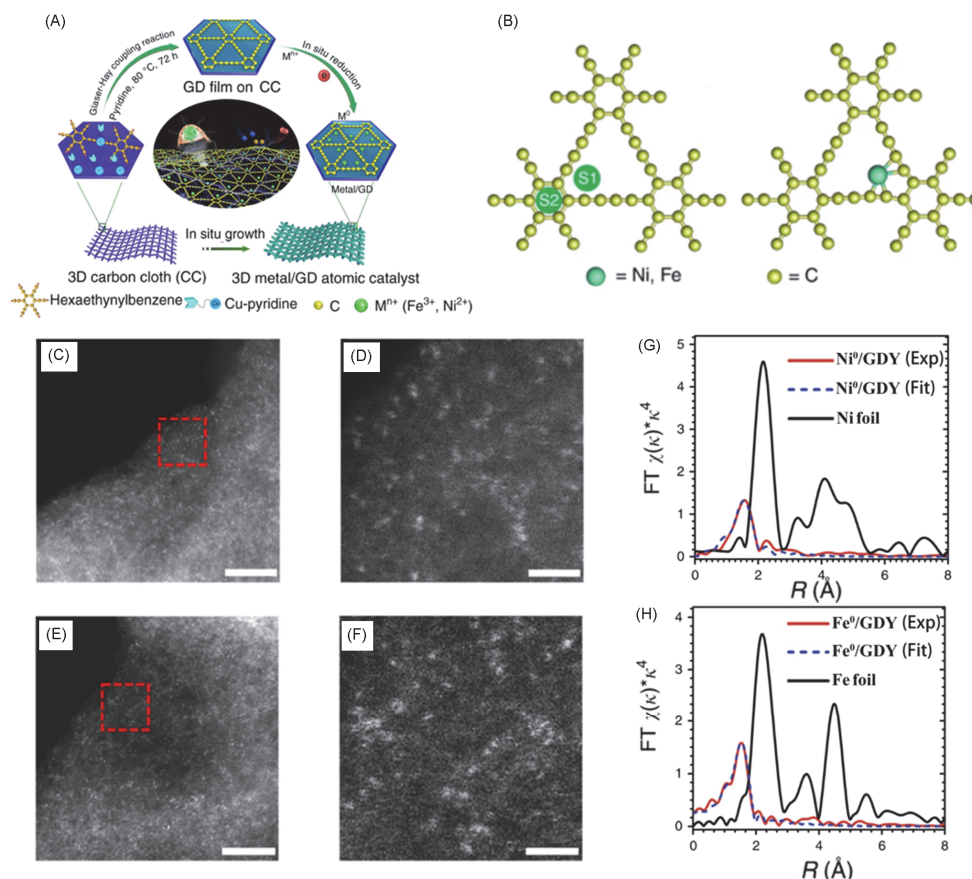 (A)
Glaser-Hay coupling reaction
Pyridine, 80 °C, 72 h
GD film on CC
In situ reduction
Mn+
e
M0
Metal/GD
In situ growth
3D carbon cloth (CC)
3D metal/GD atomic catalyst
Hexaethynylbenzene
Cu-pyridine
C
Mn+ (Fe3+, Ni2+)
(B)
S1
S2
= Ni, Fe
= C
(C)
(D)
(E)
(F)
(G)
Ni0/GDY (Exp)
Ni0/GDY (Fit)
Ni foil
FT χ(κ)*κ4
5
4
2
1
0
0
2
4
6
8
R (Å)
(H)
Fe0/GDY (Exp)
Fe0/GDY (Fit)
Fe foil
FT χ(κ)*κ4
4
3
2
1
0
0
2
4
6
8
R (Å)